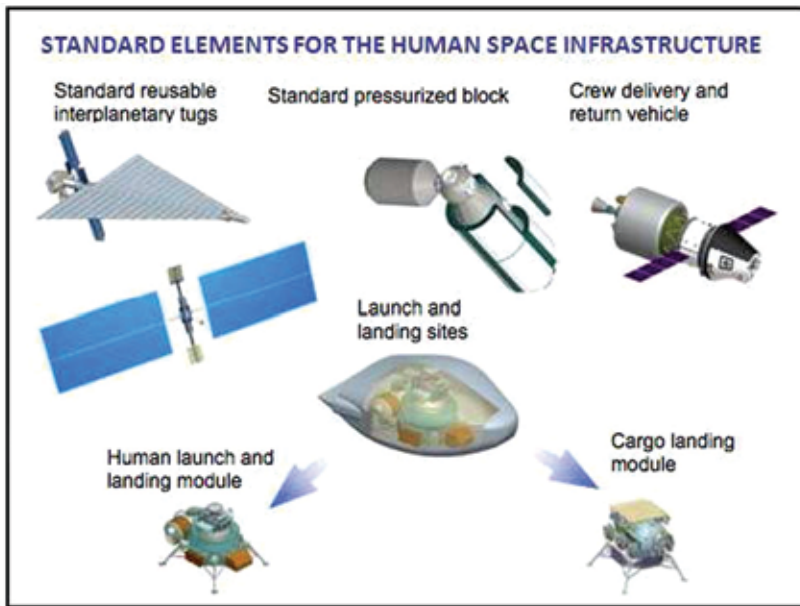 STANDARD ELEMENTS FOR THE HUMAN SPACE INFRASTRUCTURE
Standard reusable
interplanetary tugs
Standard pressurized block
Crew delivery and
return vehicle
Launch and
landing sites
Human launch and
landing module
Cargo landing
module